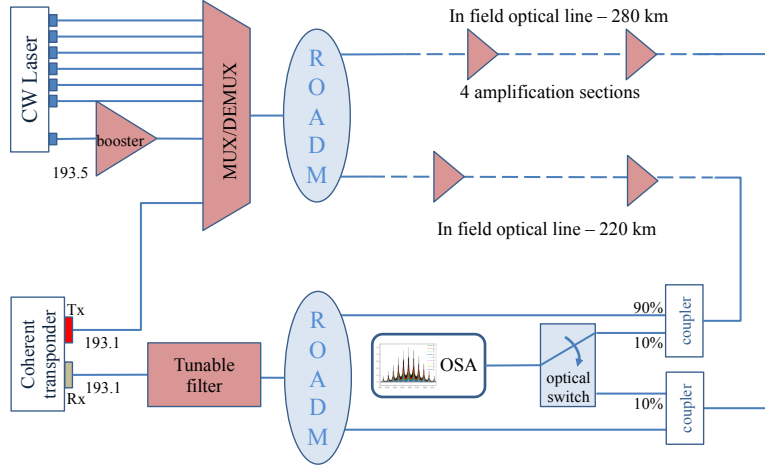 In field optical line – 280 km
CW Laser
MUX/DEMUX
ROADM
4 amplification sections
booster
193.5
In field optical line – 220 km
Coherent
transponder
Tx
193.1
193.1
Rx
Tunable
filter
ROADM
OSA
optical
switch
90%
10%
coupler
10%
coupler